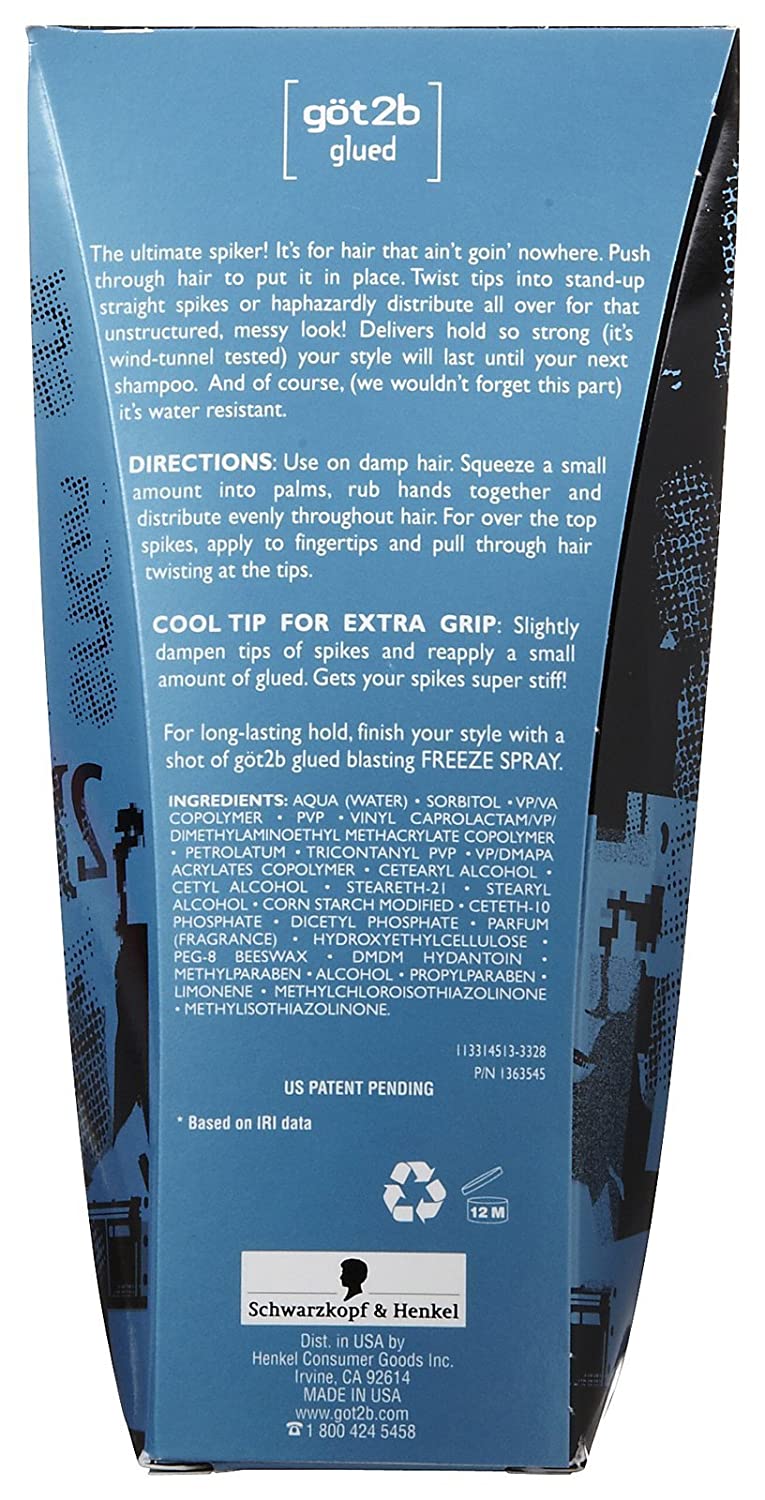 göt2b
glued
The ultimate spiker! It's for hair that ain't goin' nowhere. Push
through hair to put it in place. Twist tips into stand-up
straight spikes or haphazardly distribute all over for that
unstructured, messy look! Delivers hold so strong (it's
wind-tunnel tested) your style will last until your next
shampoo. And of course, (we wouldn't forget this part)
it's water resistant.
DIRECTIONS: Use on damp hair. Squeeze a small
amount into palms, rub hands together and
distribute evenly throughout hair. For over the top
spikes, apply to fingertips and pull through hair
twisting at the tips.
COOL TIP FOR EXTRA GRIP: Slightly
dampen tips of spikes and reapply a small
amount of glued. Gets your spikes super stiff!
For long-lasting hold, finish your style with a
shot of göt2b glued blasting FREEZE SPRAY.
INGREDIENTS: AQUA (WATER) • SORBITOL • VP/VA
COPOLYMER • PVP • VINYL CAPROLACTAM/VP/
DIMETHYLAMINOETHYL METHACRYLATE COPOLYMER
• PETROLATUM • TRICONTANYL PVP • VP/DMAPA
ACRYLATES COPOLYMER • CETEARYL ALCOHOL •
CETYL ALCOHOL • STEARETH-21 • STEARYL
ALCOHOL • CORN STARCH MODIFIED • CETETH-10
PHOSPHATE • DICETYL PHOSPHATE • PARFUM
(FRAGRANCE) • HYDROXYETHYLCELLULOSE •
PEG-8 BEESWAX • DMDM HYDANTOIN •
METHYLPARABEN • ALCOHOL • PROPYLPARABEN •
LIMONENE • METHYLCHLOROISOTHIAZOLINONE
• METHYLISOTHIAZOLINONE.
113314513-3328
P/N 1363545
US PATENT PENDING
* Based on IRI data
12 M
Schwarzkopf & Henkel
Dist. in USA by
Henkel Consumer Goods Inc.
Irvine, CA 92614
MADE IN USA
www.got2b.com
☎1 800 424 5458